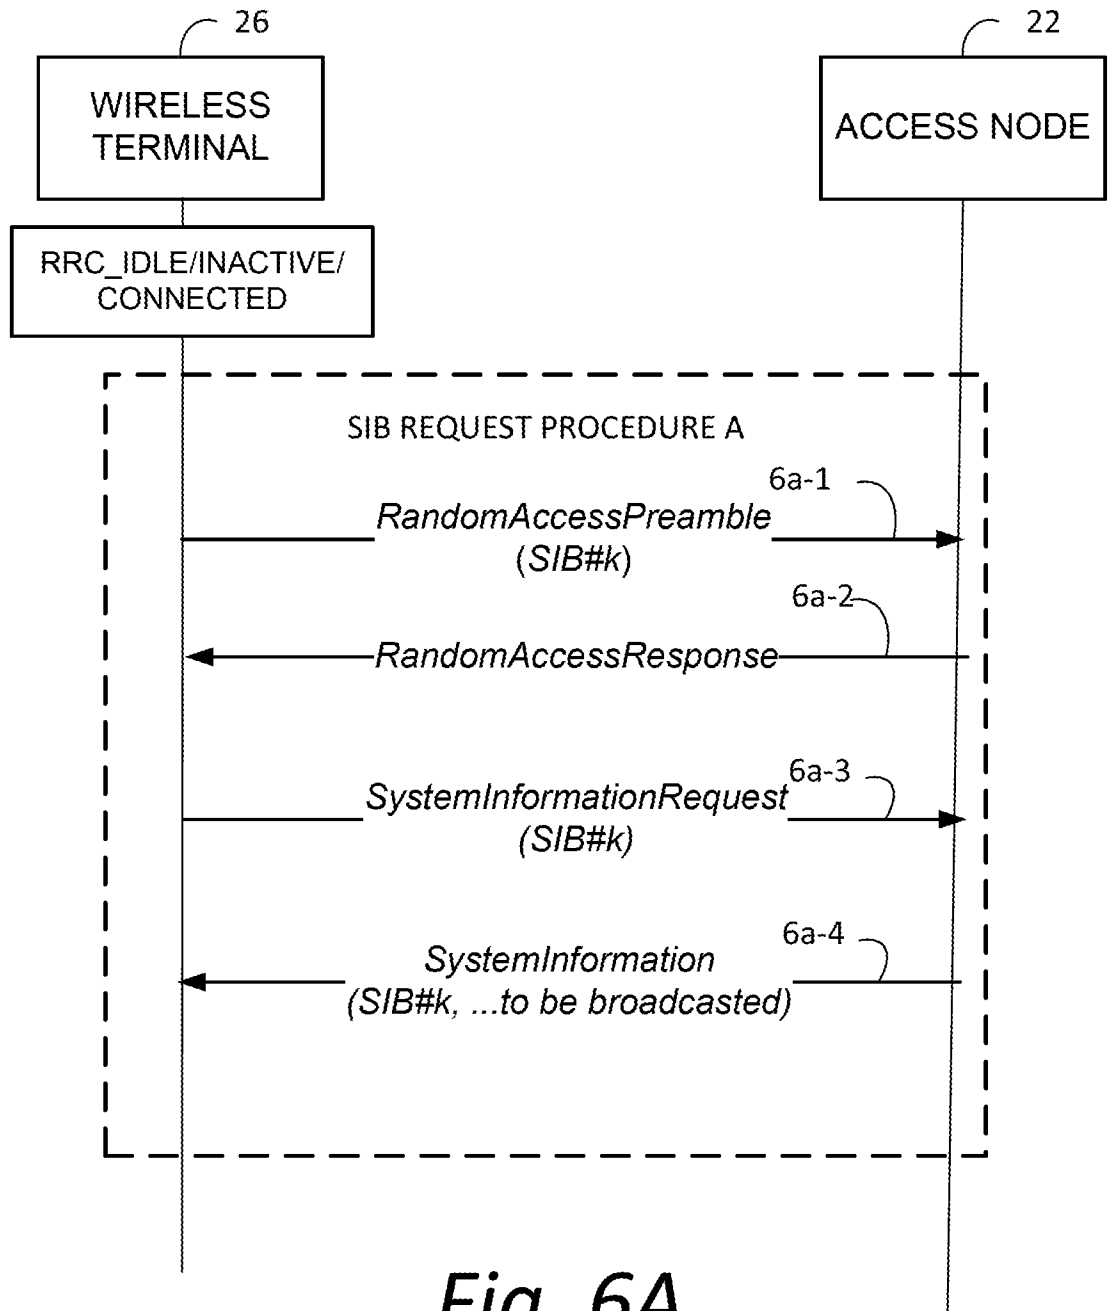 26
22
WIRELESS
TERMINAL
ACCESS NODE
RRC_IDLE/INACTIVE/
CONNECTED
SIB REQUEST PROCEDURE A
6a-1
RandomAccessPreamble
(SIB#k)
6a-2
RandomAccessResponse
6a-3
SystemInformationRequest
(SIB#k)
6a-4
SystemInformation
(SIB#k, ...to be broadcasted)
Fig. 6A